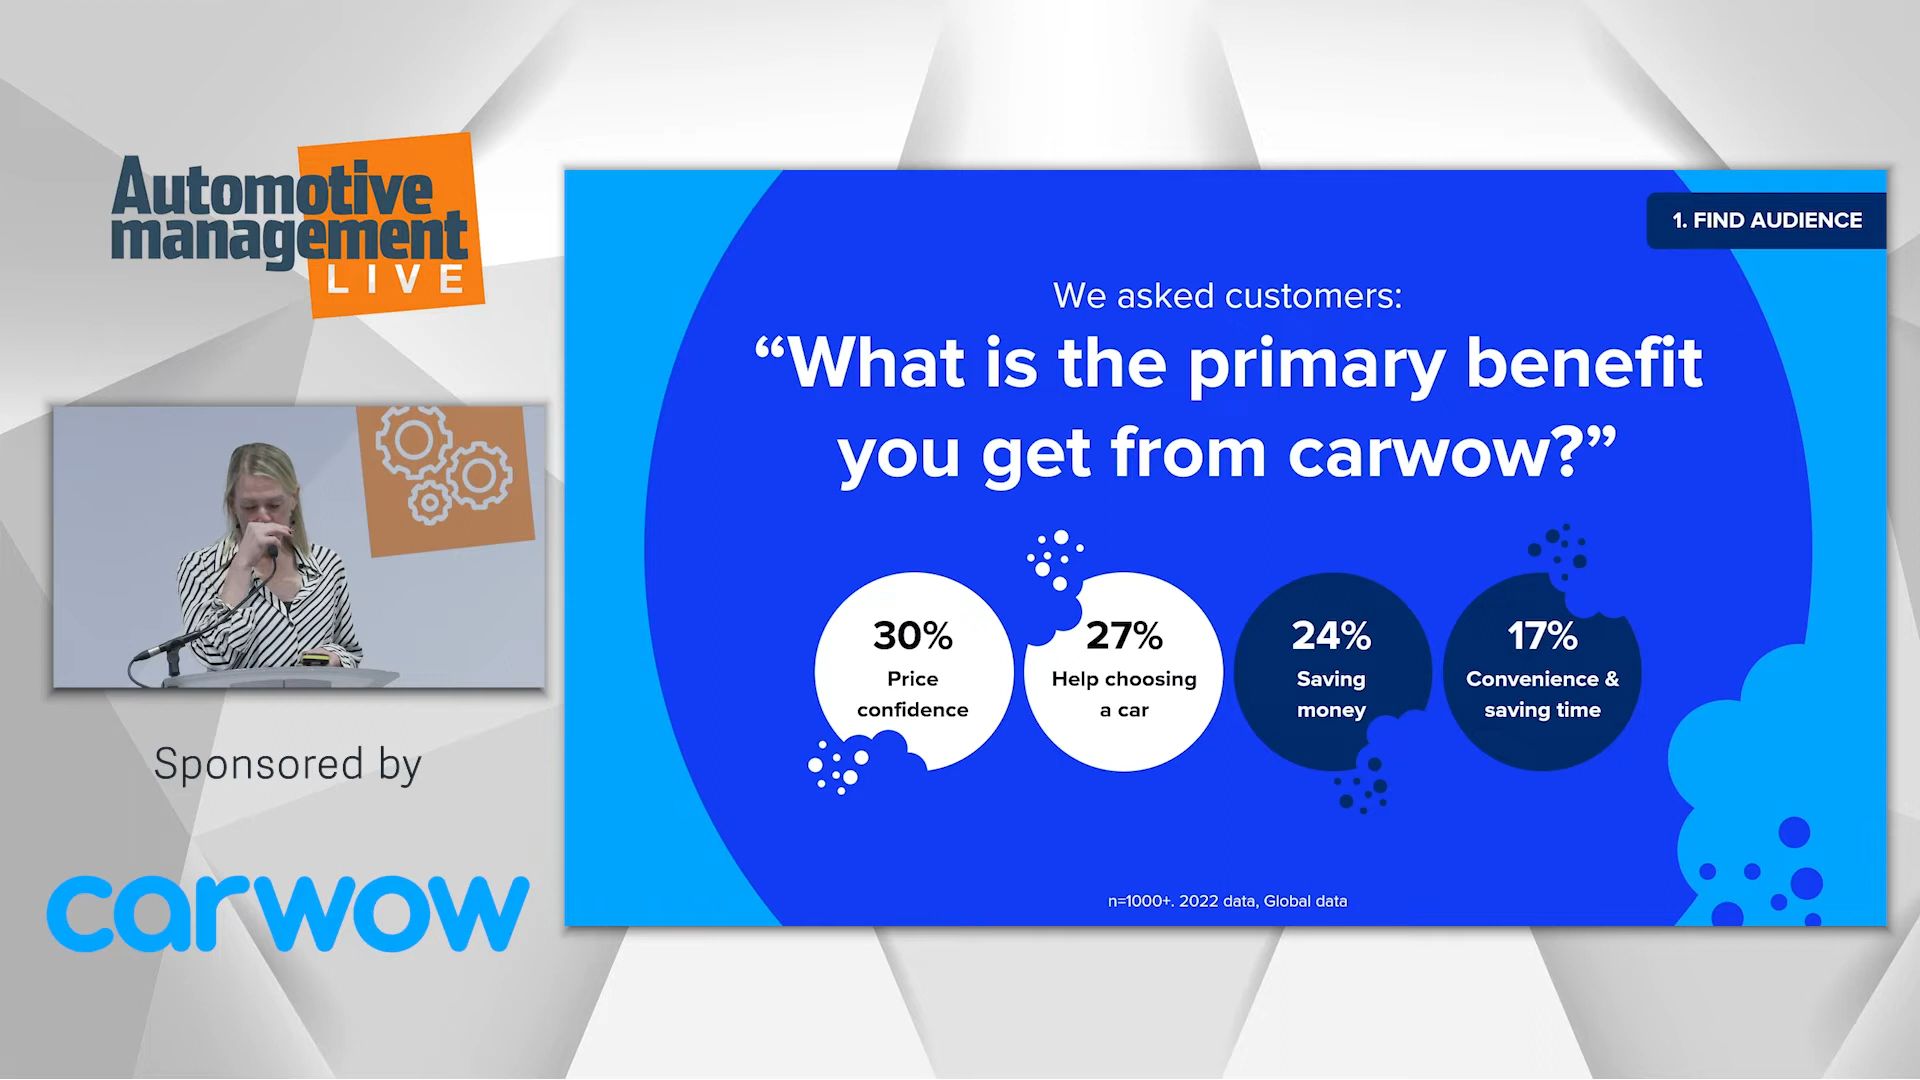 Automotive
management
LIVE
Sponsored by
carwow
1. FIND AUDIENCE
We asked customers:
“What is the primary benefit
you get from carwow?”
30%
Price
confidence
27%
Help choosing
a car
24%
Saving
money
17%
Convenience &
saving time
n=1000+. 2022 data, Global data